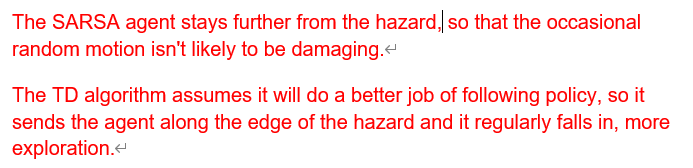 The SARSA agent stays further from the hazard, so that the occasional
random motion isn't likely to be damaging.↵
The TD algorithm assumes it will do a better job of following policy, so it
sends the agent along the edge of the hazard and it regularly falls in, more
exploration.↵